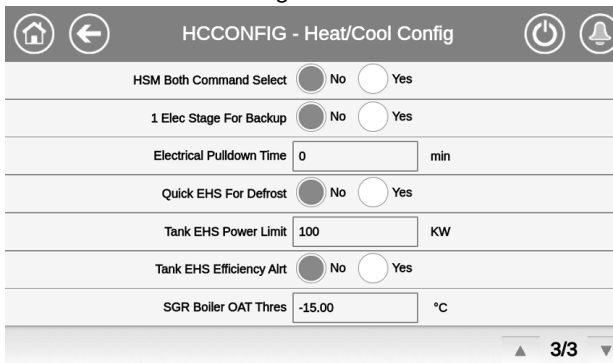 HCCONFIG - Heat/Cool Config
HSM Both Command Select No Yes
1 Elec Stage For Backup No Yes
Electrical Pulldown Time 0 min
Quick EHS For Defrost No Yes
Tank EHS Power Limit 100 KW
Tank EHS Efficiency Alrt No Yes
SGR Boiler OAT Thres -15.00 °C
3/3